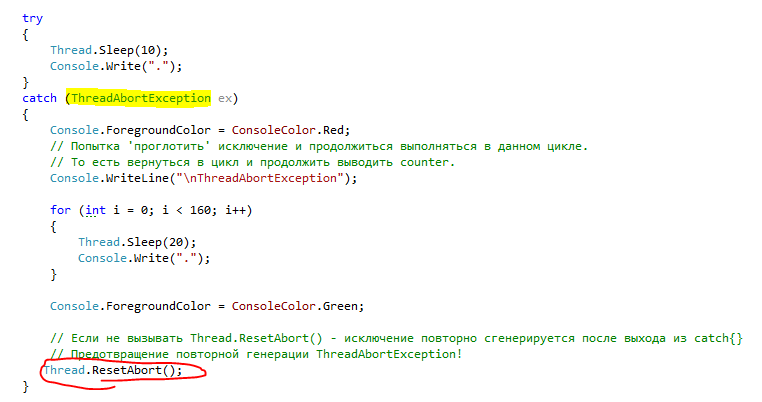 try
{
Thread.Sleep(10);
Console.Write(".");
}
catch (ThreadAbortException ex)
{
Console.ForegroundColor = ConsoleColor.Red;
// Попытка 'проглотить' исключение и продолжиться выполняться в данном цикле.
// То есть вернуться в цикл и продолжить выводить counter.
Console.WriteLine("\nThreadAbortException");
for (int i = 0; i < 160; i++)
{
Thread.Sleep(20);
Console.Write(".");
}
Console.ForegroundColor = ConsoleColor.Green;
// Если не вызывать Thread.ResetAbort() - исключение повторно сгенерируется после выхода из catch{}
// Предотвращение повторной генерации ThreadAbortException!
Thread.ResetAbort();
}